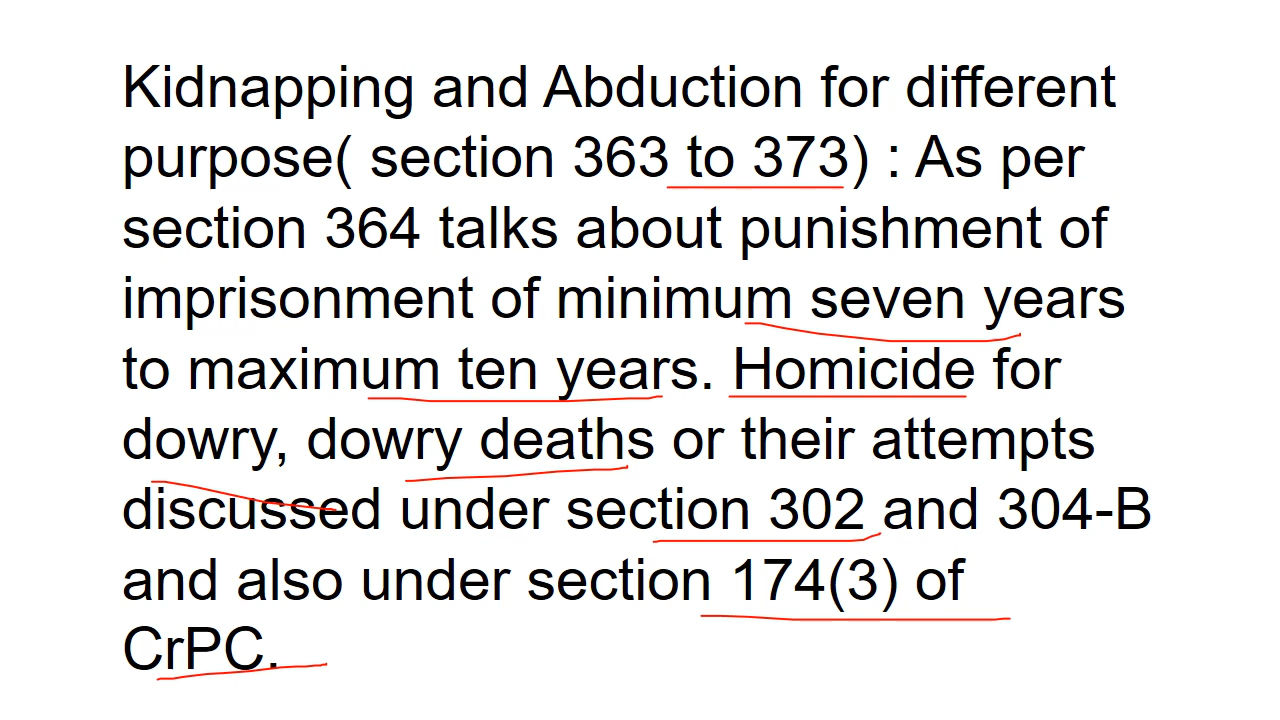 Kidnapping and Abduction for different
purpose( section 363 to 373) : As per
section 364 talks about punishment of
imprisonment of minimum seven years
to maximum ten years. Homicide for
dowry, dowry deaths or their attempts
discussed under section 302 and 304-B
and also under section 174(3) of
CrPC.